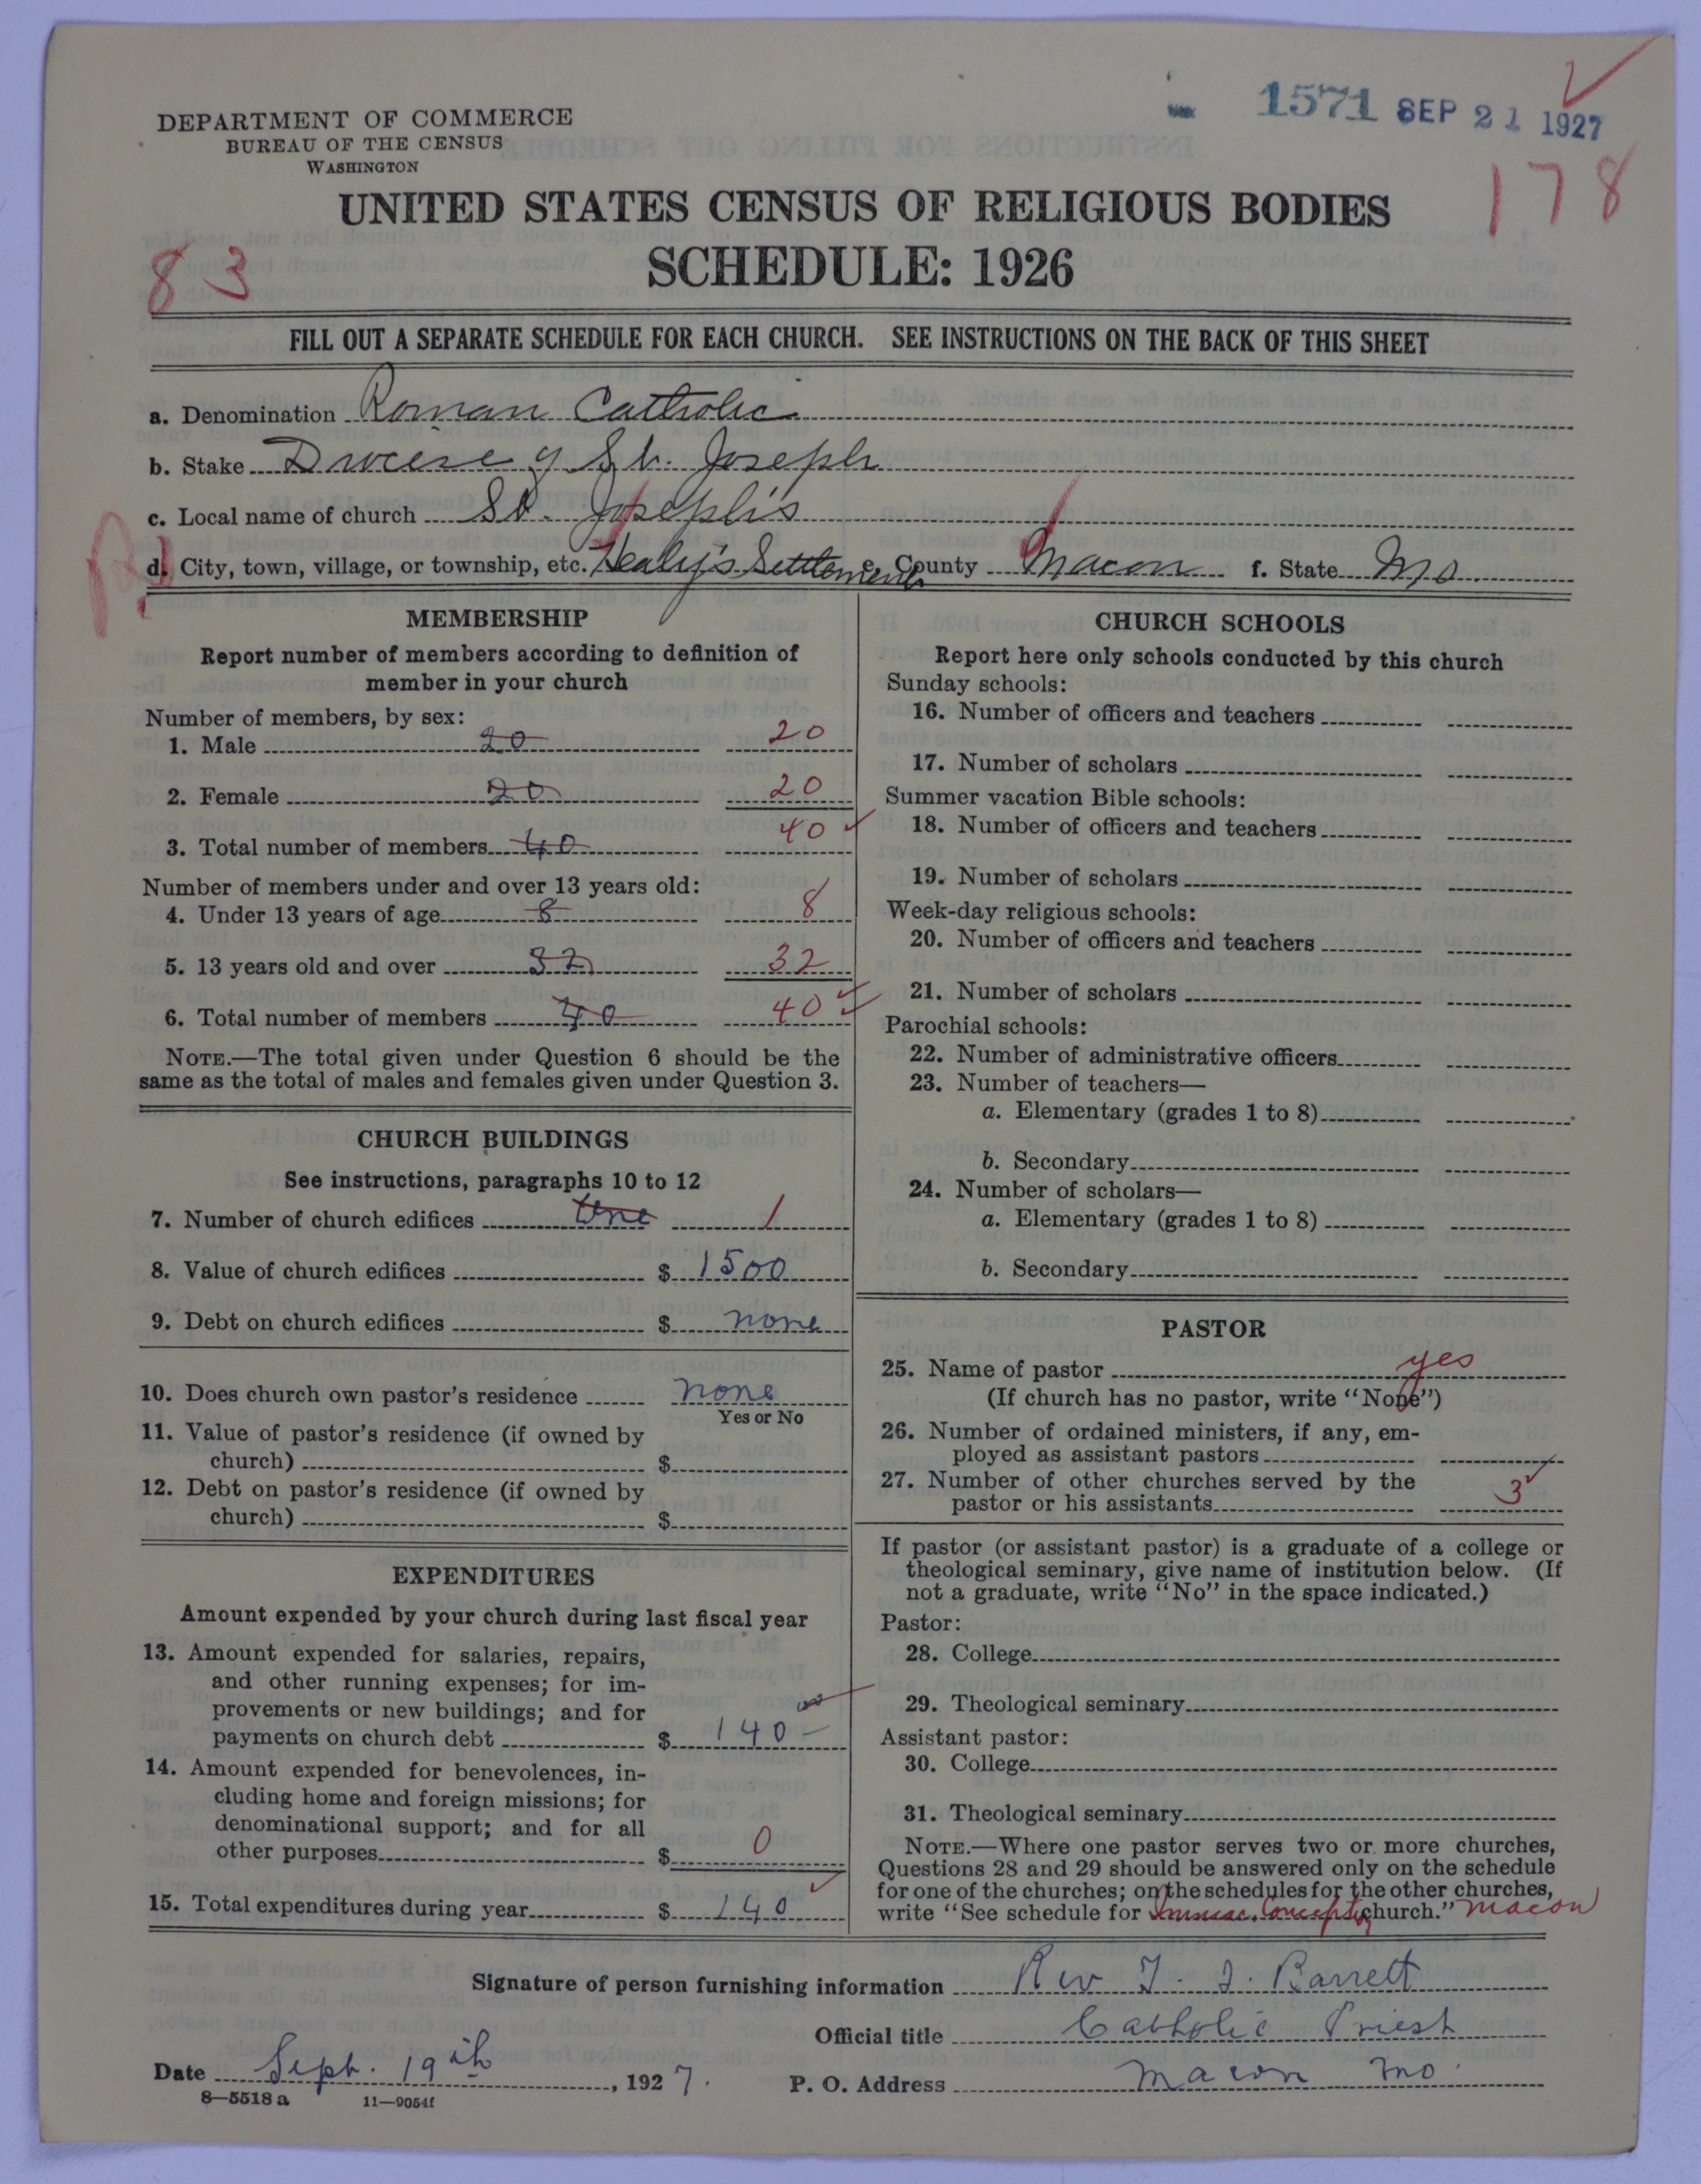 1571 SEP 21 1927
178
DEPARTMENT OF COMMERCE
BUREAU OF THE CENSUS
WASHINGTON
UNITED STATES CENSUS OF RELIGIOUS BODIES
SCHEDULE: 1926
83
FILL OUT A SEPARATE SCHEDULE FOR EACH CHURCH. SEE INSTRUCTIONS ON THE BACK OF THIS SHEET
a. Denomination Roman Catholic
b. Stake Diocese of St. Joseph
c. Local name of church St. Joseph's
d. City, town, village, or township, etc. Healy's Settlement e. County Macon f. State Mo.
MEMBERSHIP
Report number of members according to definition of
member in your church
Number of members, by sex:
1. Male 20 20
2. Female 20 20
3. Total number of members 40 40
Number of members under and over 13 years old:
4. Under 13 years of age 8 8
5. 13 years old and over 32 32
6. Total number of members 40 40
NOTE.—The total given under Question 6 should be the
same as the total of males and females given under Question 3.
CHURCH BUILDINGS
See instructions, paragraphs 10 to 12
7. Number of church edifices One 1
8. Value of church edifices $ 1500
9. Debt on church edifices $ none
10. Does church own pastor's residence none
Yes or No
11. Value of pastor's residence (if owned by
church) $
12. Debt on pastor's residence (if owned by
church) $
EXPENDITURES
Amount expended by your church during last fiscal year
13. Amount expended for salaries, repairs,
and other running expenses; for im-
provements or new buildings; and for
payments on church debt $ 140 —
14. Amount expended for benevolences, in-
cluding home and foreign missions; for
denominational support; and for all
other purposes $ 0
15. Total expenditures during year $ 140
CHURCH SCHOOLS
Report here only schools conducted by this church
Sunday schools:
16. Number of officers and teachers
17. Number of scholars
Summer vacation Bible schools:
18. Number of officers and teachers
19. Number of scholars
Week-day religious schools:
20. Number of officers and teachers
21. Number of scholars
Parochial schools:
22. Number of administrative officers
23. Number of teachers—
a. Elementary (grades 1 to 8)
b. Secondary
24. Number of scholars—
a. Elementary (grades 1 to 8)
b. Secondary
PASTOR
25. Name of pastor yes
(If church has no pastor, write "None")
26. Number of ordained ministers, if any, em-
ployed as assistant pastors
27. Number of other churches served by the
pastor or his assistants 3
If pastor (or assistant pastor) is a graduate of a college or
theological seminary, give name of institution below. (If
not a graduate, write "No" in the space indicated.)
Pastor:
28. College
29. Theological seminary
Assistant pastor:
30. College
31. Theological seminary
NOTE.—Where one pastor serves two or more churches,
Questions 28 and 29 should be answered only on the schedule
for one of the churches; on the schedules for the other churches,
write "See schedule for Immac. Conception church." Macon
Signature of person furnishing information Rev T. J. Barrett
Official title Catholic Priest
Date Sept. 19th, 1927.
P. O. Address Macon Mo.
8—5518 a 11—9054f